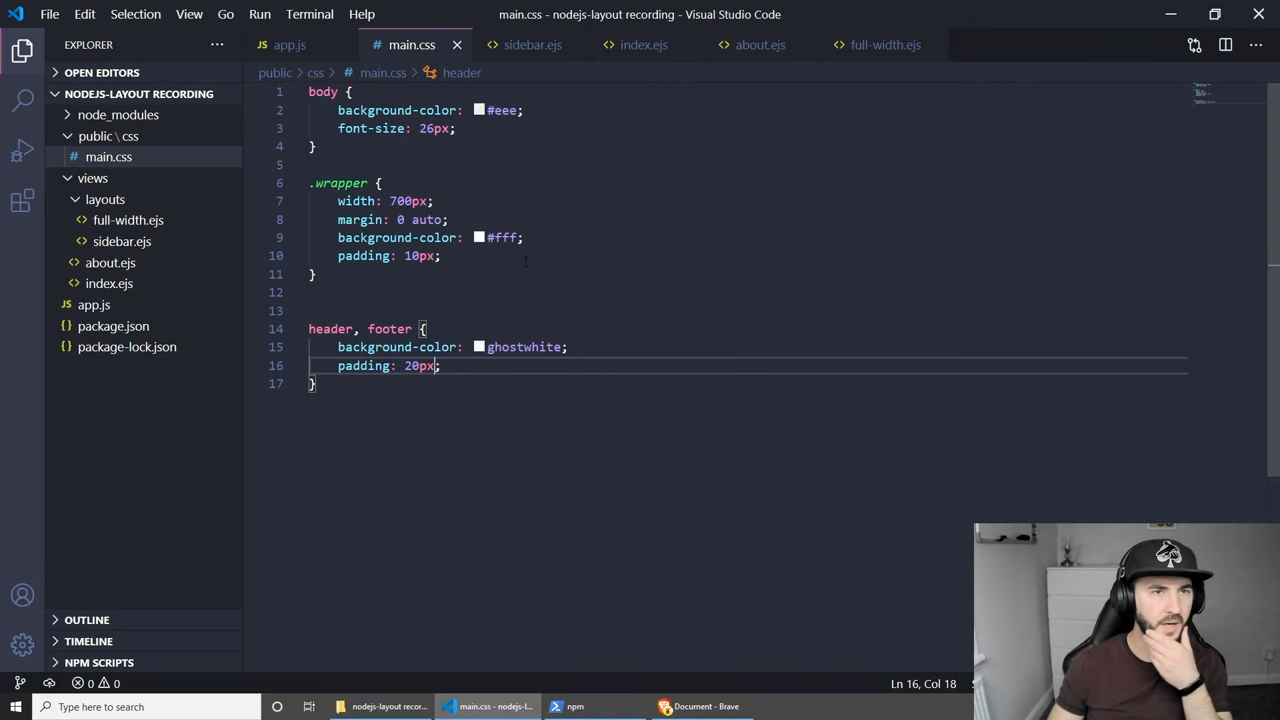 File Edit Selection View Go Run Terminal Help
main.css - nodejs-layout recording - Visual Studio Code
EXPLORER
app.js
main.css
sidebar.ejs
index.ejs
about.ejs
full-width.ejs
public > css > # main.css > header
OPEN EDITORS
NODEJS-LAYOUT RECORDING
node_modules
public \ css
# main.css
views
layouts
full-width.ejs
sidebar.ejs
about.ejs
index.ejs
JS app.js
package.json
package-lock.json
OUTLINE
TIMELINE
NPM SCRIPTS
1 body {
2 background-color: #eee;
3 font-size: 26px;
4 }
5
6 .wrapper {
7 width: 700px;
8 margin: 0 auto;
9 background-color: #fff;
10 padding: 10px;
11 }
12
13
14 header, footer {
15 background-color: ghostwhite;
16 padding: 20px;
17 }
0 0
Ln 16, Col 18
Type here to search
nodejs-layout recor...
main.css - nodejs-l...
npm
Document - Brave